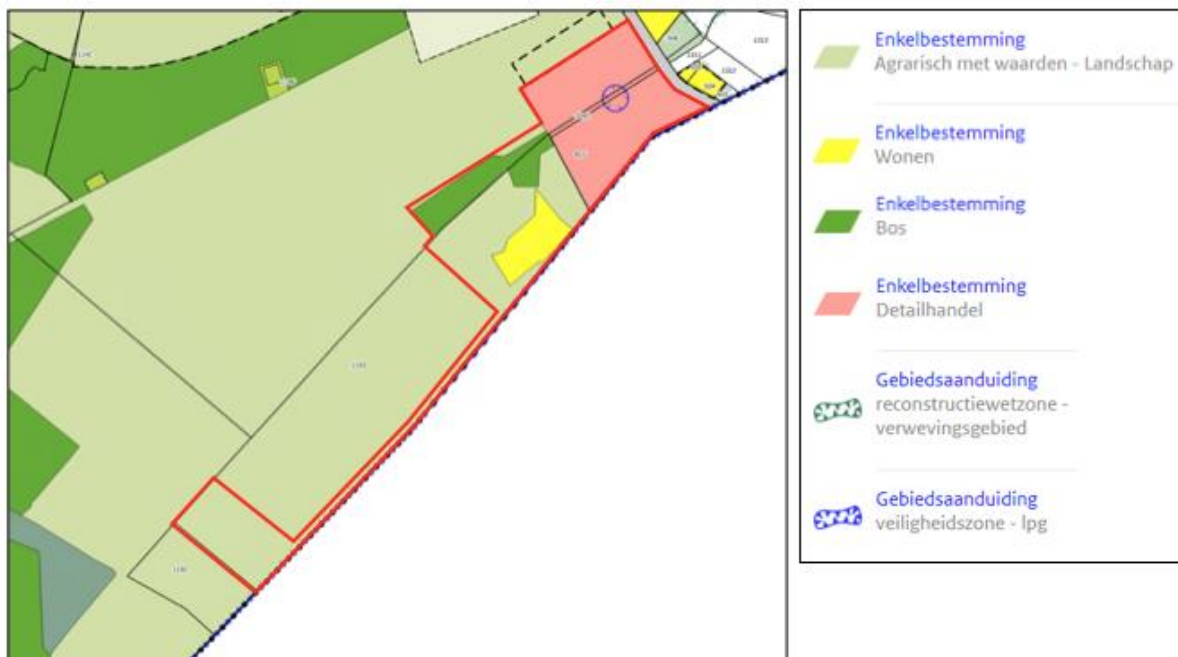 Enkelbestemming
Agrarisch met waarden - Landschap
Enkelbestemming
Wonen
Enkelbestemming
Bos
Enkelbestemming
Detailhandel
Gebiedsaanduiding
reconstructiewetzone -
verwevingsgebied
Gebiedsaanduiding
veiligheidszone - lpg